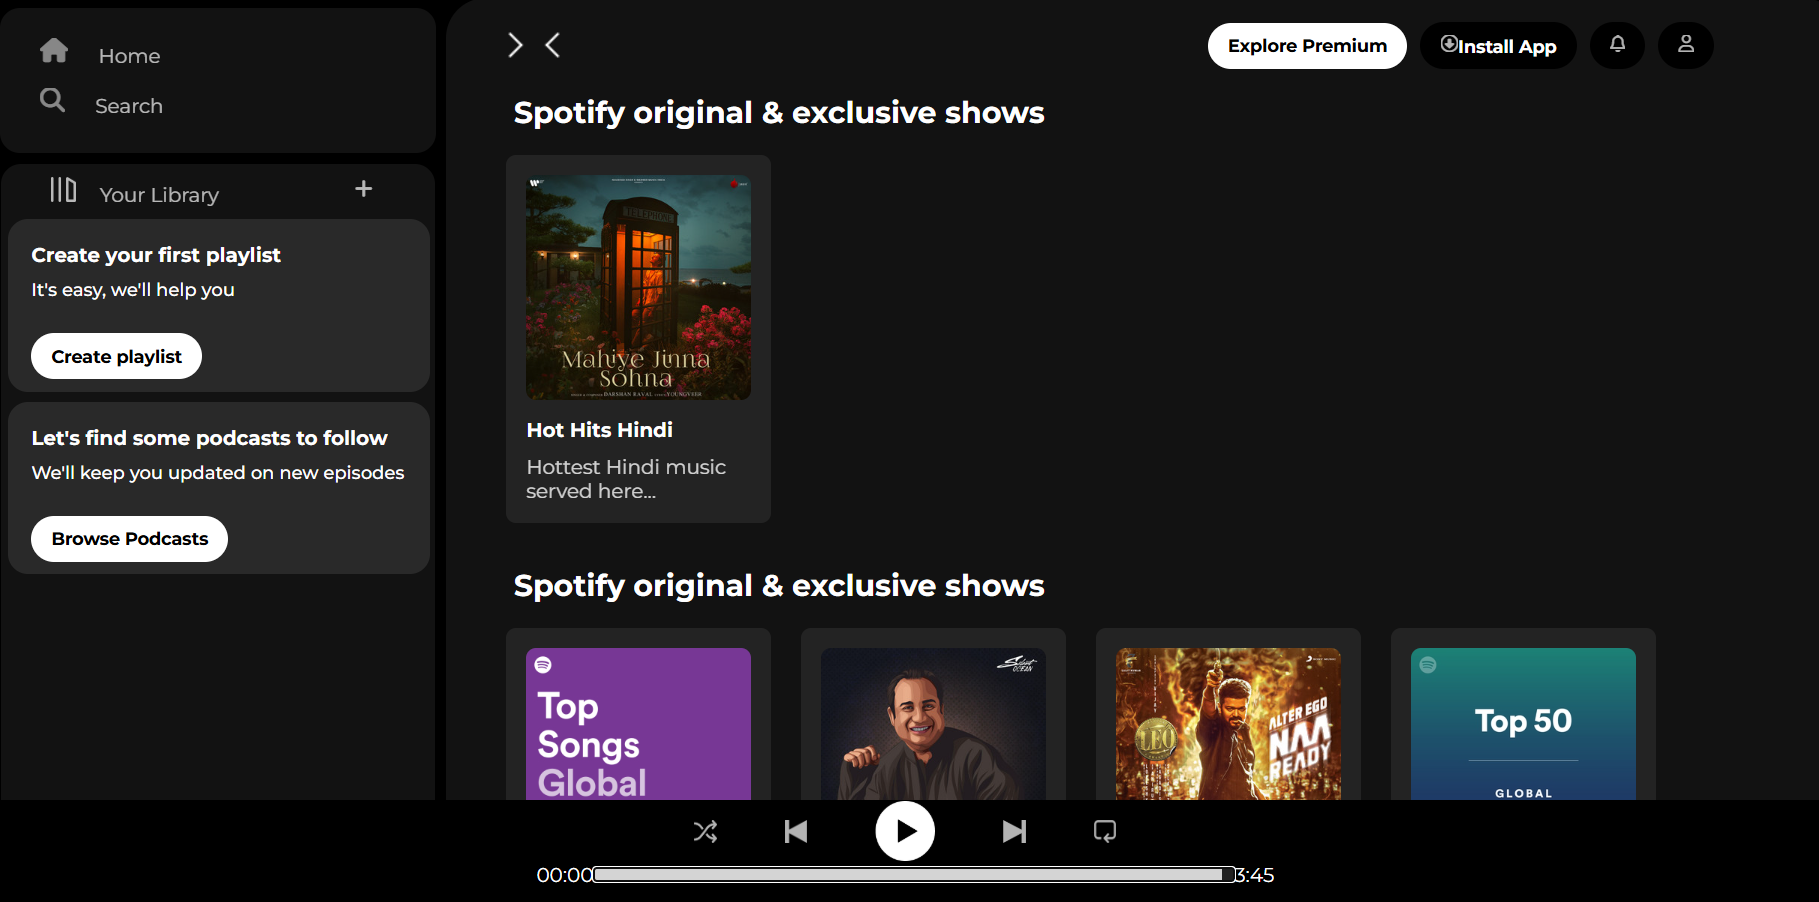 Home
Search
Your Library
Create your first playlist
It's easy, we'll help you
Create playlist
Let's find some podcasts to follow
We'll keep you updated on new episodes
Browse Podcasts
Explore Premium
Install App
Spotify original & exclusive shows
TELEPHONE
Mahiye Jinna
Sohna
DARSHAN RAVAL
YOUNGVEER
Hot Hits Hindi
Hottest Hindi music
served here...
Spotify original & exclusive shows
Top
Songs
Global
Silent
OCEAN
LEO
ALTER EGO
NAA
READY
Top 50
GLOBAL
00:00
3:45